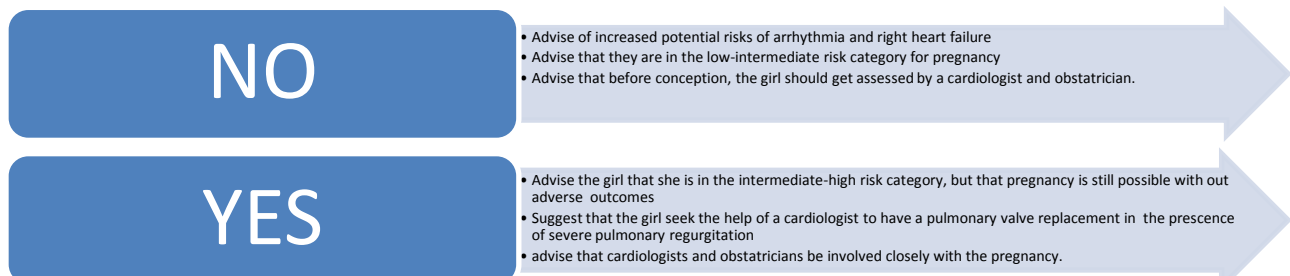 NO
• Advise of increased potential risks of arrhythmia and right heart failure
• Advise that they are in the low-intermediate risk category for pregnancy
• Advise that before conception, the girl should get assessed by a cardiologist and obstatrician.
YES
• Advise the girl that she is in the intermediate-high risk category, but that pregnancy is still possible with out
adverse outcomes
• Suggest that the girl seek the help of a cardiologist to have a pulmonary valve replacement in the prescence
of severe pulmonary regurgitation
• advise that cardiologists and obstatricians be involved closely with the pregnancy.